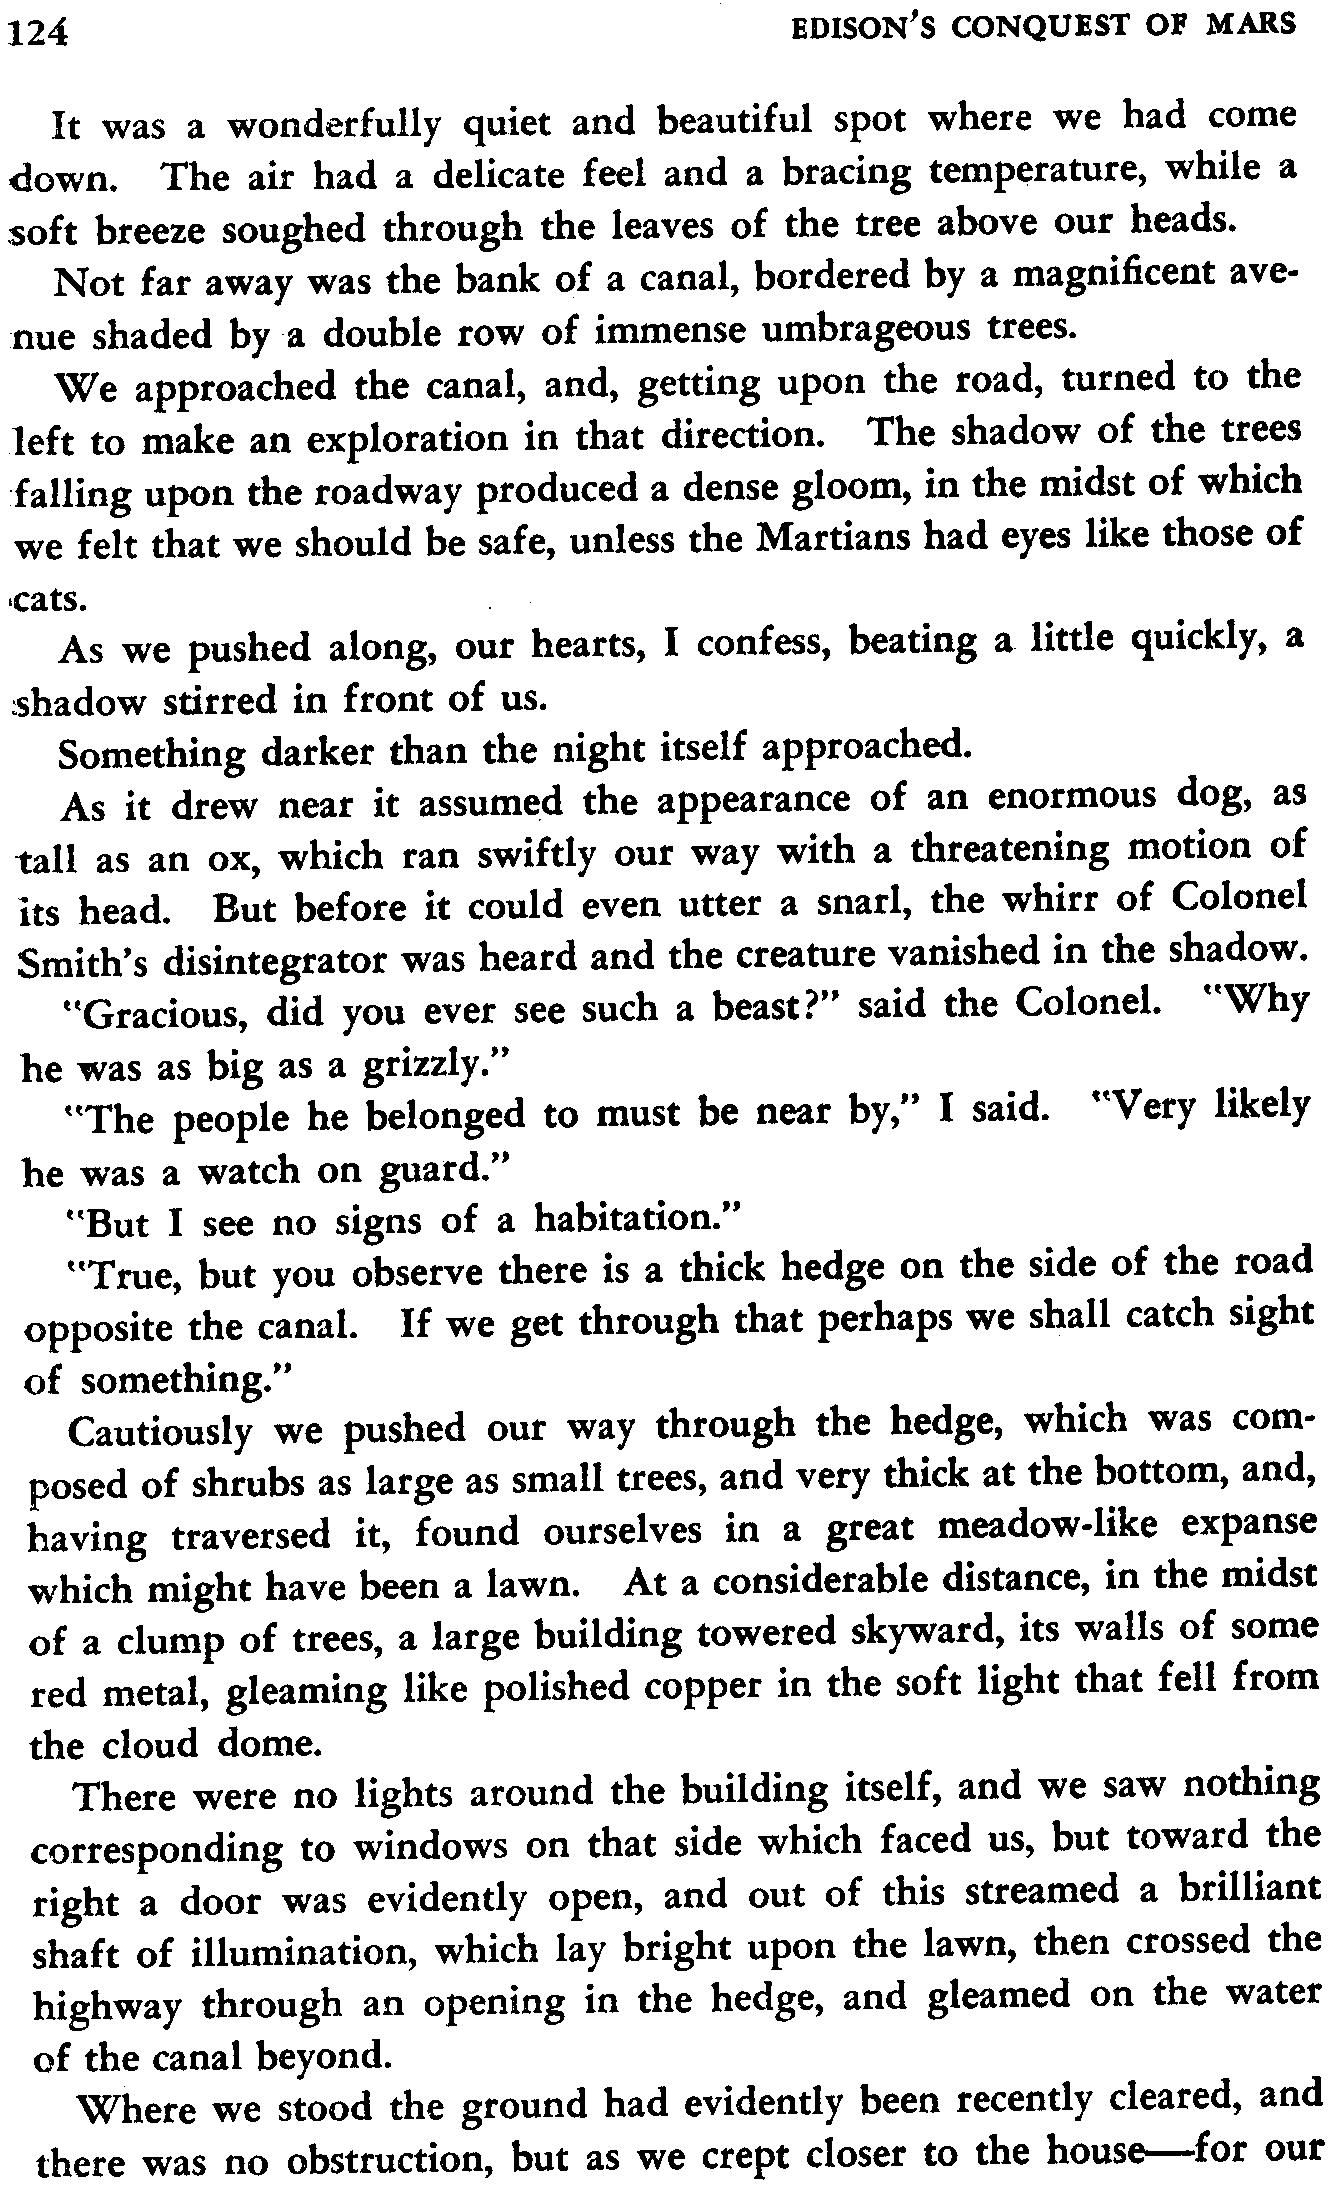 124 EDISON'S CONQUEST OF MARS
It was a wonderfully quiet and beautiful spot where we had come
down. The air had a delicate feel and a bracing temperature, while a
soft breeze soughed through the leaves of the tree above our heads.
Not far away was the bank of a canal, bordered by a magnificent ave-
nue shaded by a double row of immense umbrageous trees.
We approached the canal, and, getting upon the road, turned to the
left to make an exploration in that direction. The shadow of the trees
falling upon the roadway produced a dense gloom, in the midst of which
we felt that we should be safe, unless the Martians had eyes like those of
cats.
As we pushed along, our hearts, I confess, beating a little quickly, a
shadow stirred in front of us.
Something darker than the night itself approached.
As it drew near it assumed the appearance of an enormous dog, as
tall as an ox, which ran swiftly our way with a threatening motion of
its head. But before it could even utter a snarl, the whirr of Colonel
Smith's disintegrator was heard and the creature vanished in the shadow.
"Gracious, did you ever see such a beast?" said the Colonel. "Why
he was as big as a grizzly."
"The people he belonged to must be near by," I said. "Very likely
he was a watch on guard."
"But I see no signs of a habitation."
"True, but you observe there is a thick hedge on the side of the road
opposite the canal. If we get through that perhaps we shall catch sight
of something."
Cautiously we pushed our way through the hedge, which was com-
posed of shrubs as large as small trees, and very thick at the bottom, and,
having traversed it, found ourselves in a great meadow-like expanse
which might have been a lawn. At a considerable distance, in the midst
of a clump of trees, a large building towered skyward, its walls of some
red metal, gleaming like polished copper in the soft light that fell from
the cloud dome.
There were no lights around the building itself, and we saw nothing
corresponding to windows on that side which faced us, but toward the
right a door was evidently open, and out of this streamed a brilliant
shaft of illumination, which lay bright upon the lawn, then crossed the
highway through an opening in the hedge, and gleamed on the water
of the canal beyond.
Where we stood the ground had evidently been recently cleared, and
there was no obstruction, but as we crept closer to the house—for our